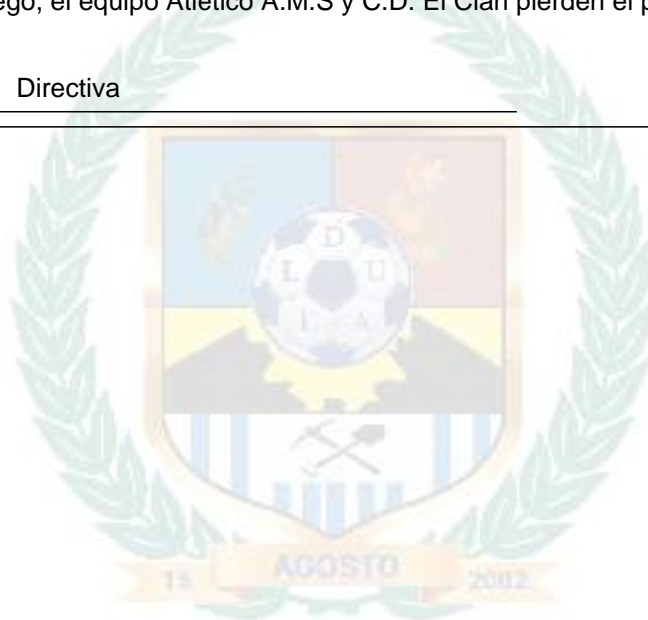 ego, el equipo Atlético A.M.S y C.D. El Clan pierden el p
Directiva
D
L U
L A
15 AGOSTO 2002